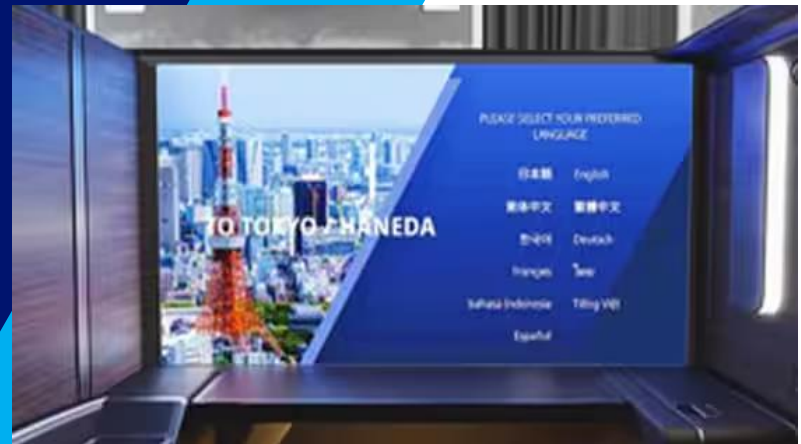 TO TOKYO / HANEDA
PLEASE SELECT YOUR PREFERRED
LANGUAGE
日本語 English
简体中文 繁體中文
한국어 Deutsch
Français ไทย
Bahasa Indonesia Tiếng Việt
Español